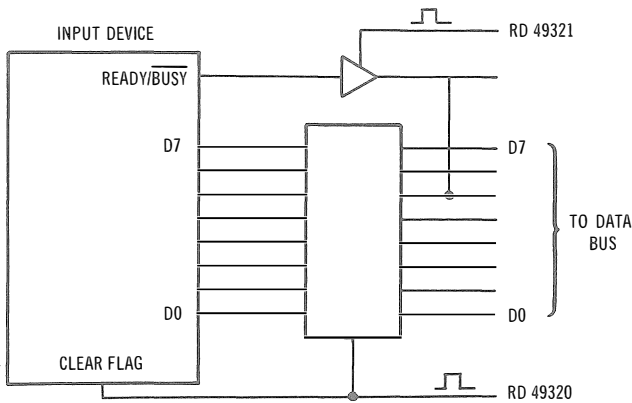 RD 49321
INPUT DEVICE
READY/BUSY
D7
D7
TO DATA
BUS
D0
D0
CLEAR FLAG
RD 49320